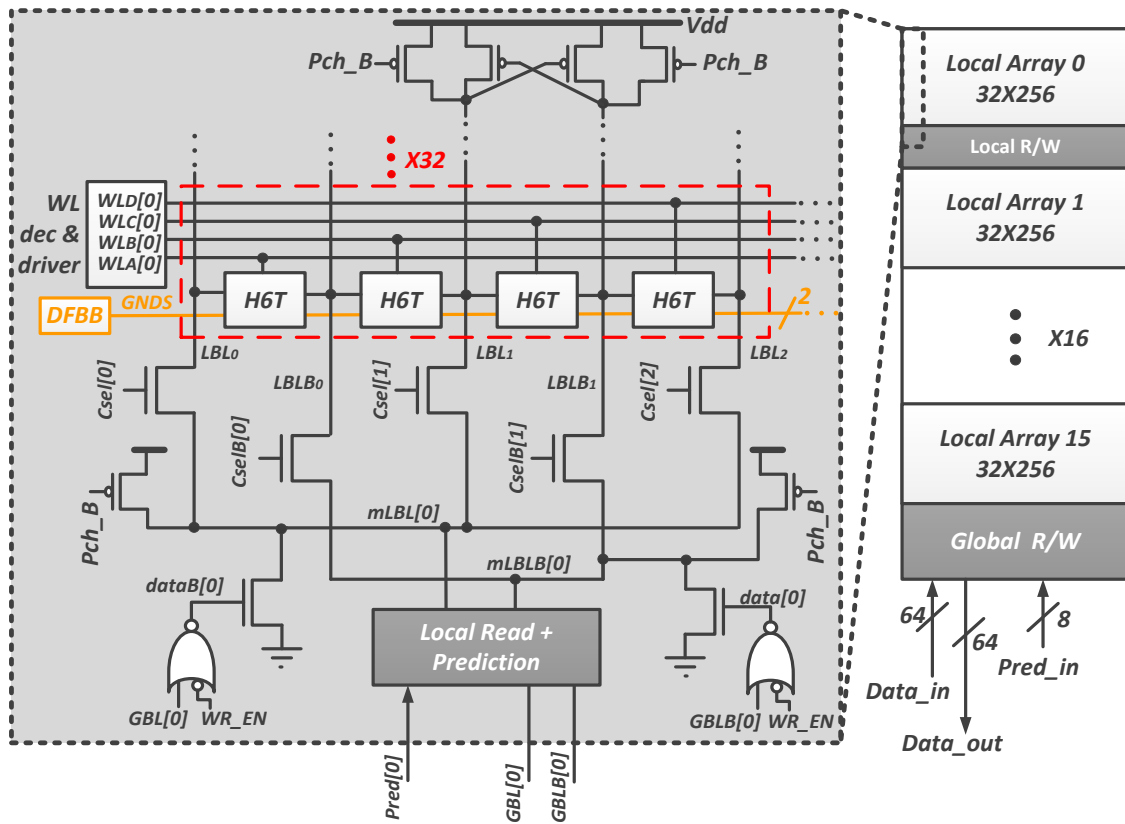 Vdd
Pch_B
Pch_B
X32
WL
dec &
driver
WLD[0]
WLC[0]
WLB[0]
WLA[0]
DFBB
GNDS
H6T
H6T
H6T
H6T
2
LBL0
LBLB0
LBL1
LBLB1
LBL2
Csel[0]
CselB[0]
Csel[1]
CselB[1]
Csel[2]
Pch_B
Pch_B
mLBL[0]
mLBLB[0]
dataB[0]
data[0]
Local Read +
Prediction
GBL[0]
WR_EN
GBLB[0]
WR_EN
Pred[0]
GBL[0]
GBLB[0]
Local Array 0
32X256
Local R/W
Local Array 1
32X256
X16
Local Array 15
32X256
Global R/W
64
64
8
Data_in
Pred_in
Data_out